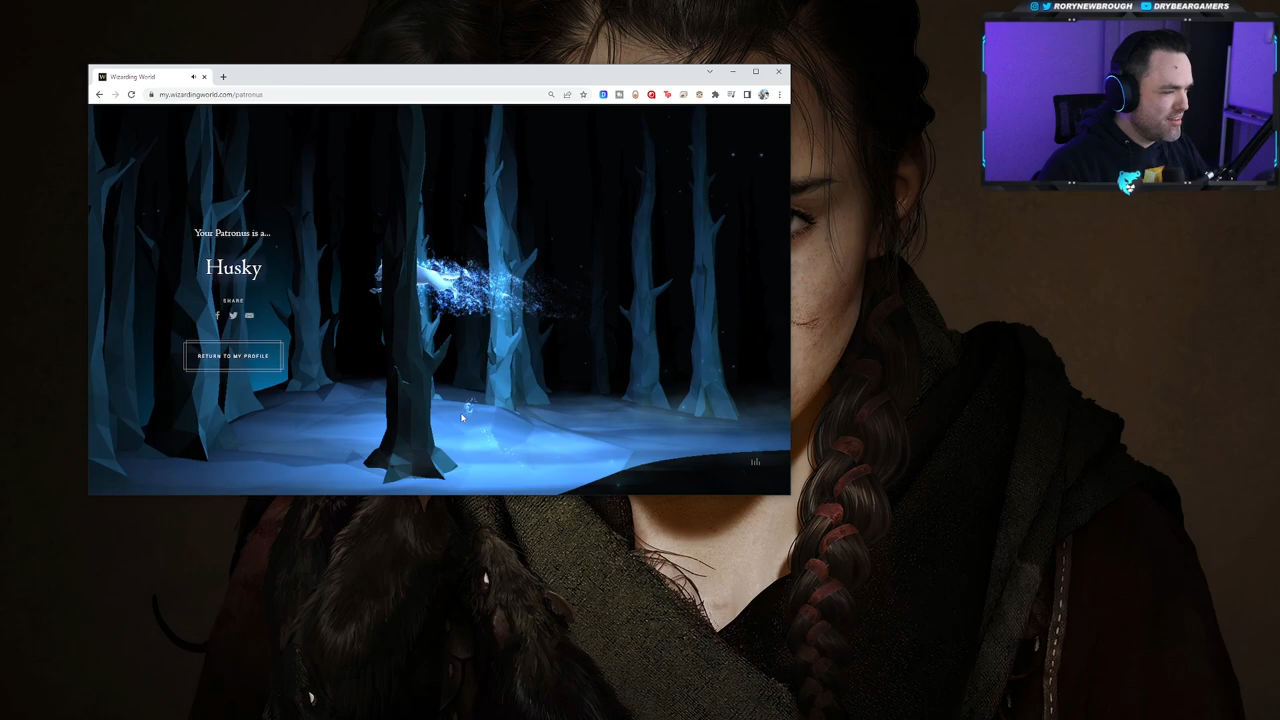 RORYNEWBROUGH DRYBEARGAMERS
Wizarding World
my.wizardingworld.com/patronus
Your Patronus is a...
Husky
SHARE
RETURN TO MY PROFILE